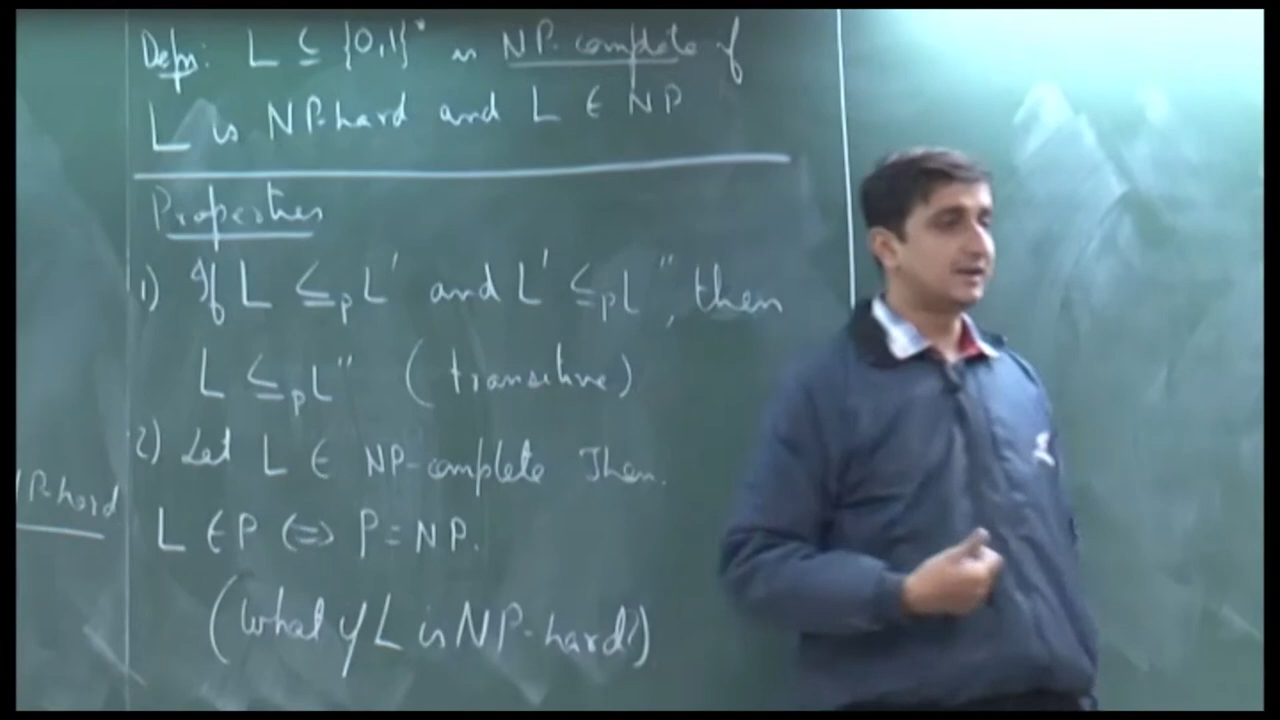 Defn: L ⊆ {0,1}* is NP-complete if
L is NP-hard and L ∈ NP
Properties
1) If L ≤p L' and L' ≤p L'', then
L ≤p L'' (transitive)
2) Let L ∈ NP-complete Then.
P-hard
L ∈ P <=> P = NP.
(What if L is NP-hard?)